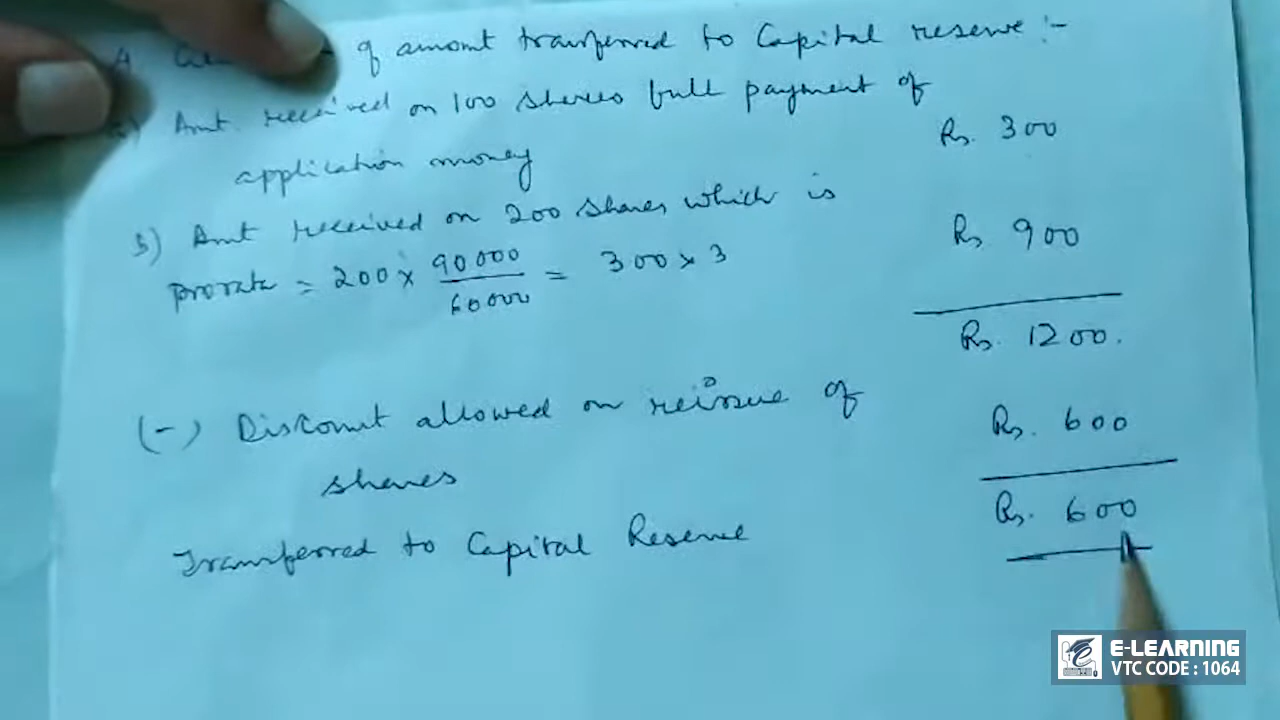 of amont transferred to Capital reserve :-
Amt. received on 100 shares full payment of
application money Rs. 300
b) Amt received on 200 shares which is
prorata = 200 x 90000 / 60000 = 300 x 3 Rs 900
Rs. 1200.
(-) Discount allowed on reissue of
shares Rs. 600
Transferred to Capital Reserve Rs. 600
E-LEARNING
VTC CODE : 1064